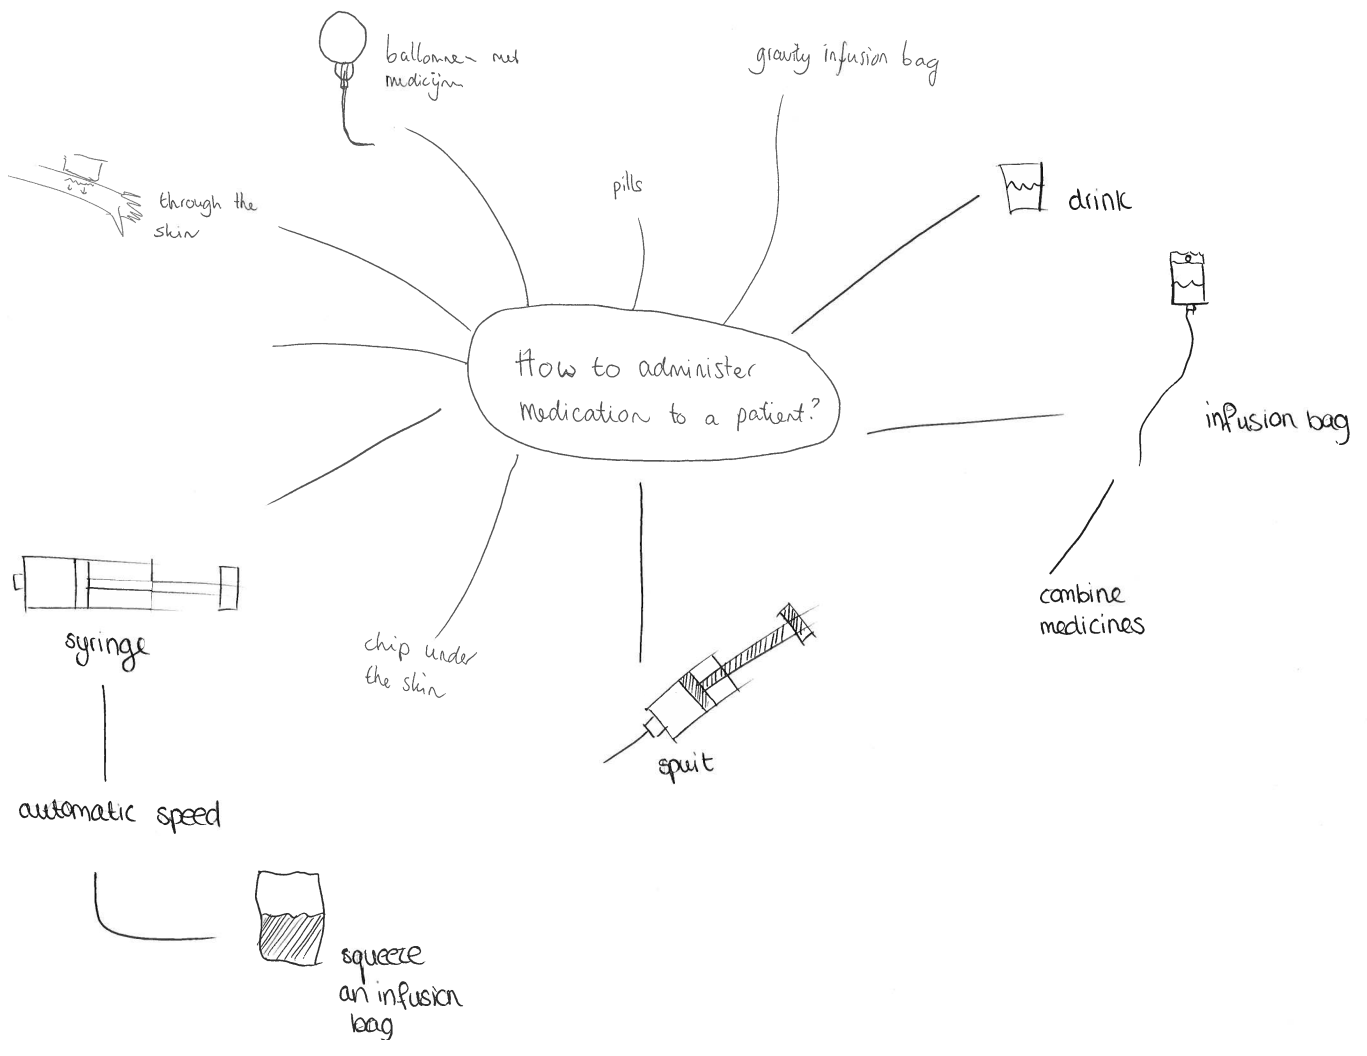 ballonnen met
medicijn
gravity infusion bag
pills
through the
skin
drink
How to administer
medication to a patient?
infusion bag
combine
medicines
syringe
chip under
the skin
spuit
automatic speed
squeeze
an infusion
bag